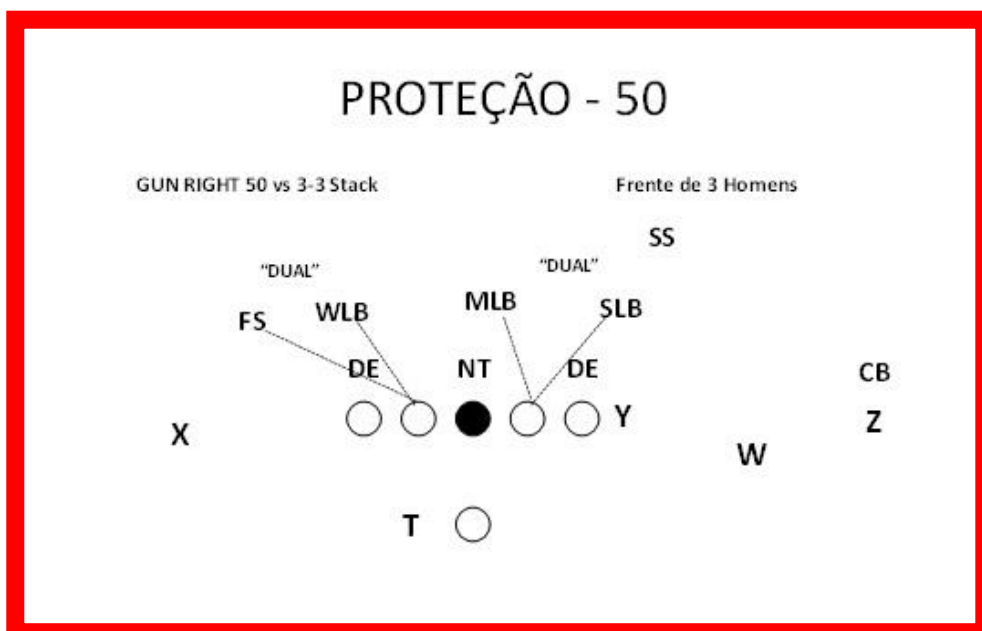 PROTEÇÃO - 50
GUN RIGHT 50 vs 3-3 Stack Frente de 3 Homens
SS
“DUAL” “DUAL”
FS WLB MLB SLB
DE NT DE CB
X Y W Z
T